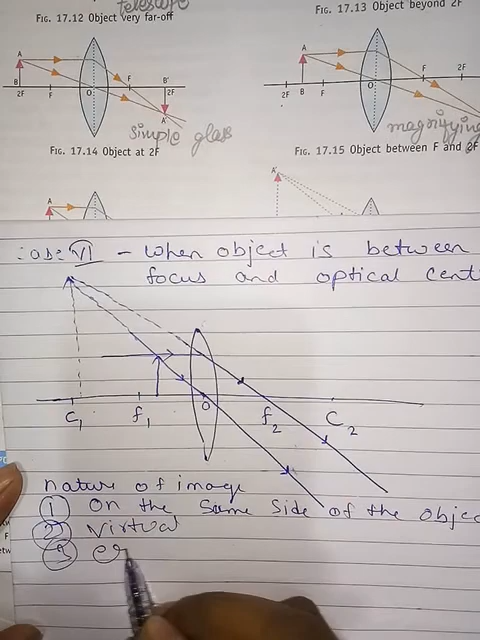 telescope
FIG. 17.12 Object very far-off
FIG. 17.13 Object beyond 2F
A
B
2F
F
O
F
B'
2F
A'
A
2F
B
F
O
F
2F
simple glass
magnifying
FIG. 17.14 Object at 2F
FIG. 17.15 Object between F and 2F
A
A'
case VI - when object is between
focus and optical cent
C1
f1
O
f2
C2
nature of image
1 On the same side of the objec
2 Virtual
3 er